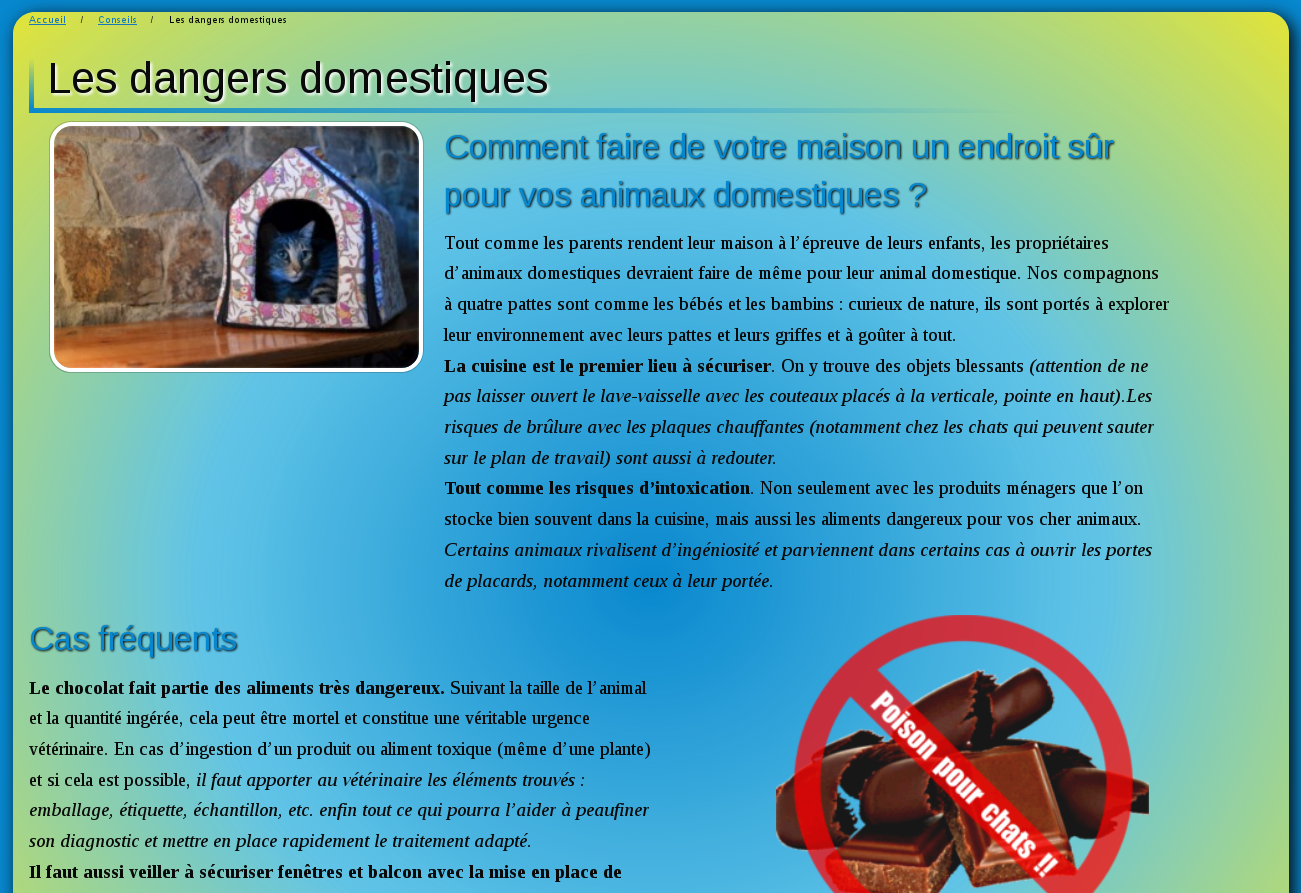 Accueil / Conseils / Les dangers domestiques
Les dangers domestiques
Comment faire de votre maison un endroit sûr
pour vos animaux domestiques ?
Tout comme les parents rendent leur maison à l’épreuve de leurs enfants, les propriétaires
d’animaux domestiques devraient faire de même pour leur animal domestique. Nos compagnons
à quatre pattes sont comme les bébés et les bambins : curieux de nature, ils sont portés à explorer
leur environnement avec leurs pattes et leurs griffes et à goûter à tout.
La cuisine est le premier lieu à sécuriser. On y trouve des objets blessants (attention de ne
pas laisser ouvert le lave-vaisselle avec les couteaux placés à la verticale, pointe en haut).Les
risques de brûlure avec les plaques chauffantes (notamment chez les chats qui peuvent sauter
sur le plan de travail) sont aussi à redouter.
Tout comme les risques d’intoxication. Non seulement avec les produits ménagers que l’on
stocke bien souvent dans la cuisine, mais aussi les aliments dangereux pour vos cher animaux.
Certains animaux rivalisent d’ingéniosité et parviennent dans certains cas à ouvrir les portes
de placards, notamment ceux à leur portée.
Cas fréquents
Le chocolat fait partie des aliments très dangereux. Suivant la taille de l’animal
et la quantité ingérée, cela peut être mortel et constitue une véritable urgence
vétérinaire. En cas d’ingestion d’un produit ou aliment toxique (même d’une plante)
et si cela est possible, il faut apporter au vétérinaire les éléments trouvés :
emballage, étiquette, échantillon, etc. enfin tout ce qui pourra l’aider à peaufiner
son diagnostic et mettre en place rapidement le traitement adapté.
Il faut aussi veiller à sécuriser fenêtres et balcon avec la mise en place de
Poison pour chats !!